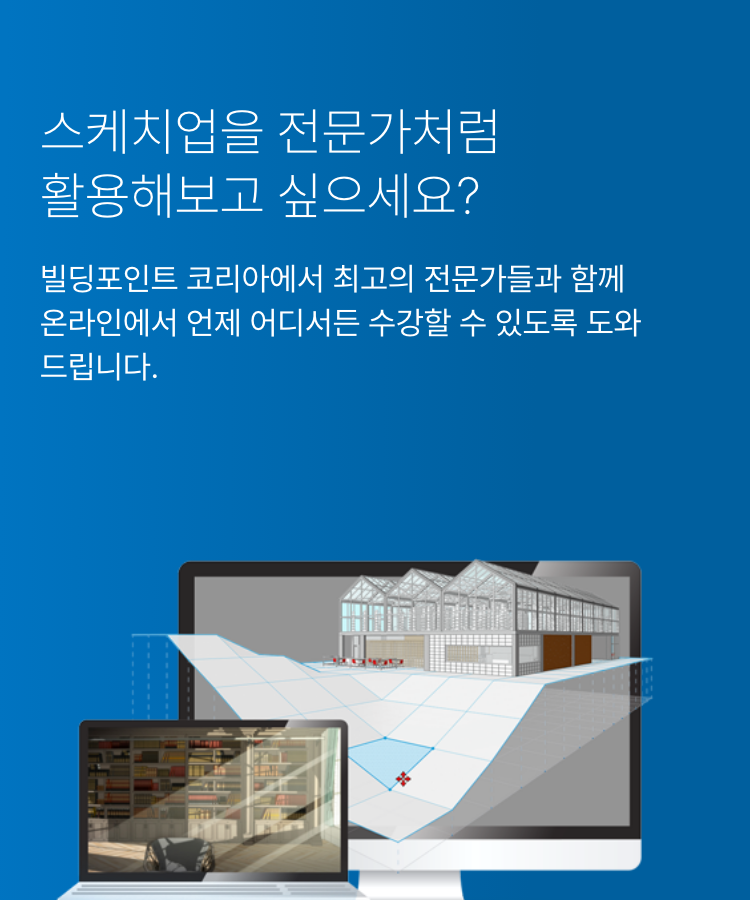 스케치업을 전문가처럼
활용해보고 싶으세요?
빌딩포인트 코리아에서 최고의 전문가들과 함께
온라인에서 언제 어디서든 수강할 수 있도록 도와
드립니다.